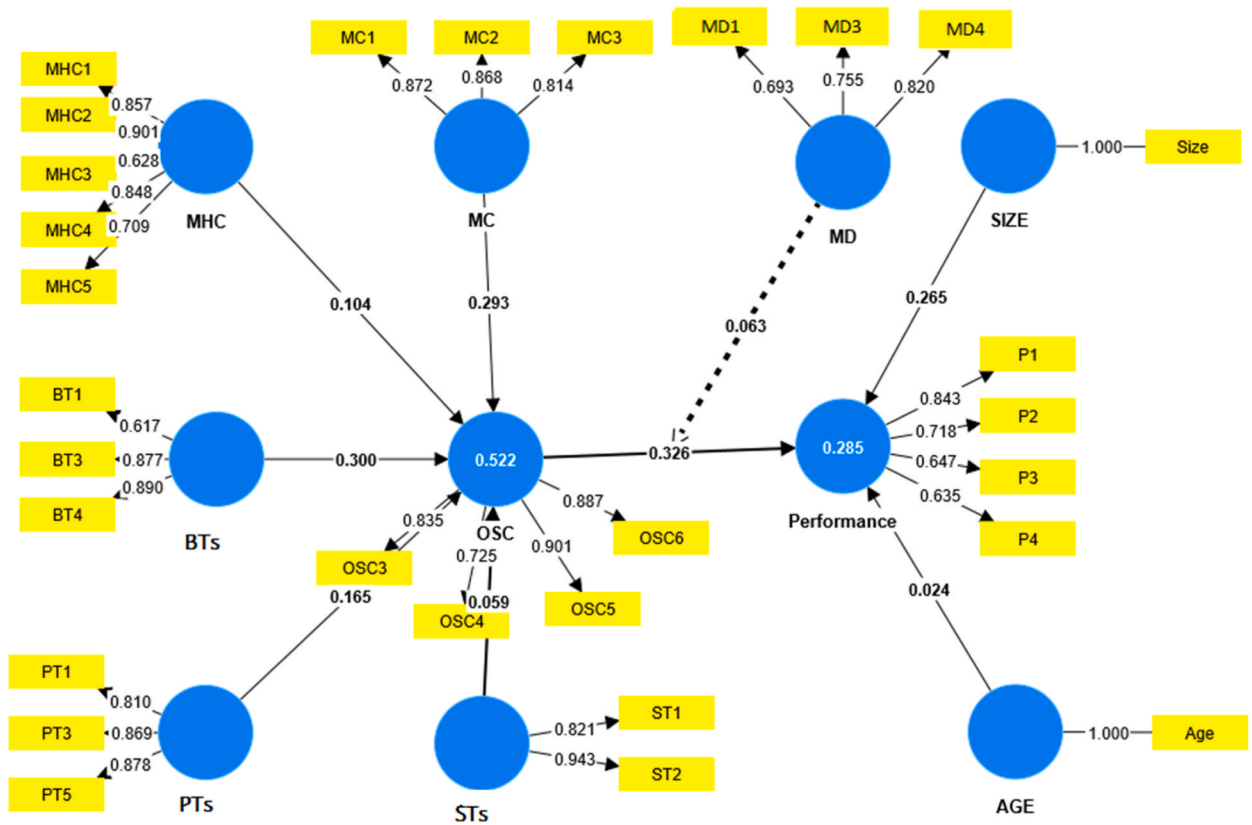 MC1
MC2
MC3
MD1
MD3
MD4
0.872
0.868
0.814
0.693
0.755
0.820
MHC1
MHC2
MHC3
MHC4
MHC5
0.857
0.901
0.628
0.848
0.709
MHC
MC
MD
SIZE
1.000
Size
0.104
0.293
0.063
0.265
BT1
BT3
BT4
0.617
0.877
0.890
BTs
0.300
0.522
OSC
0.326
0.285
Performance
P1
P2
P3
P4
0.843
0.718
0.647
0.635
0.835
0.725
0.901
0.887
OSC3
OSC4
OSC5
OSC6
0.165
0.059
0.024
PT1
PT3
PT5
0.810
0.869
0.878
PTs
ST1
ST2
0.821
0.943
STs
1.000
Age
AGE